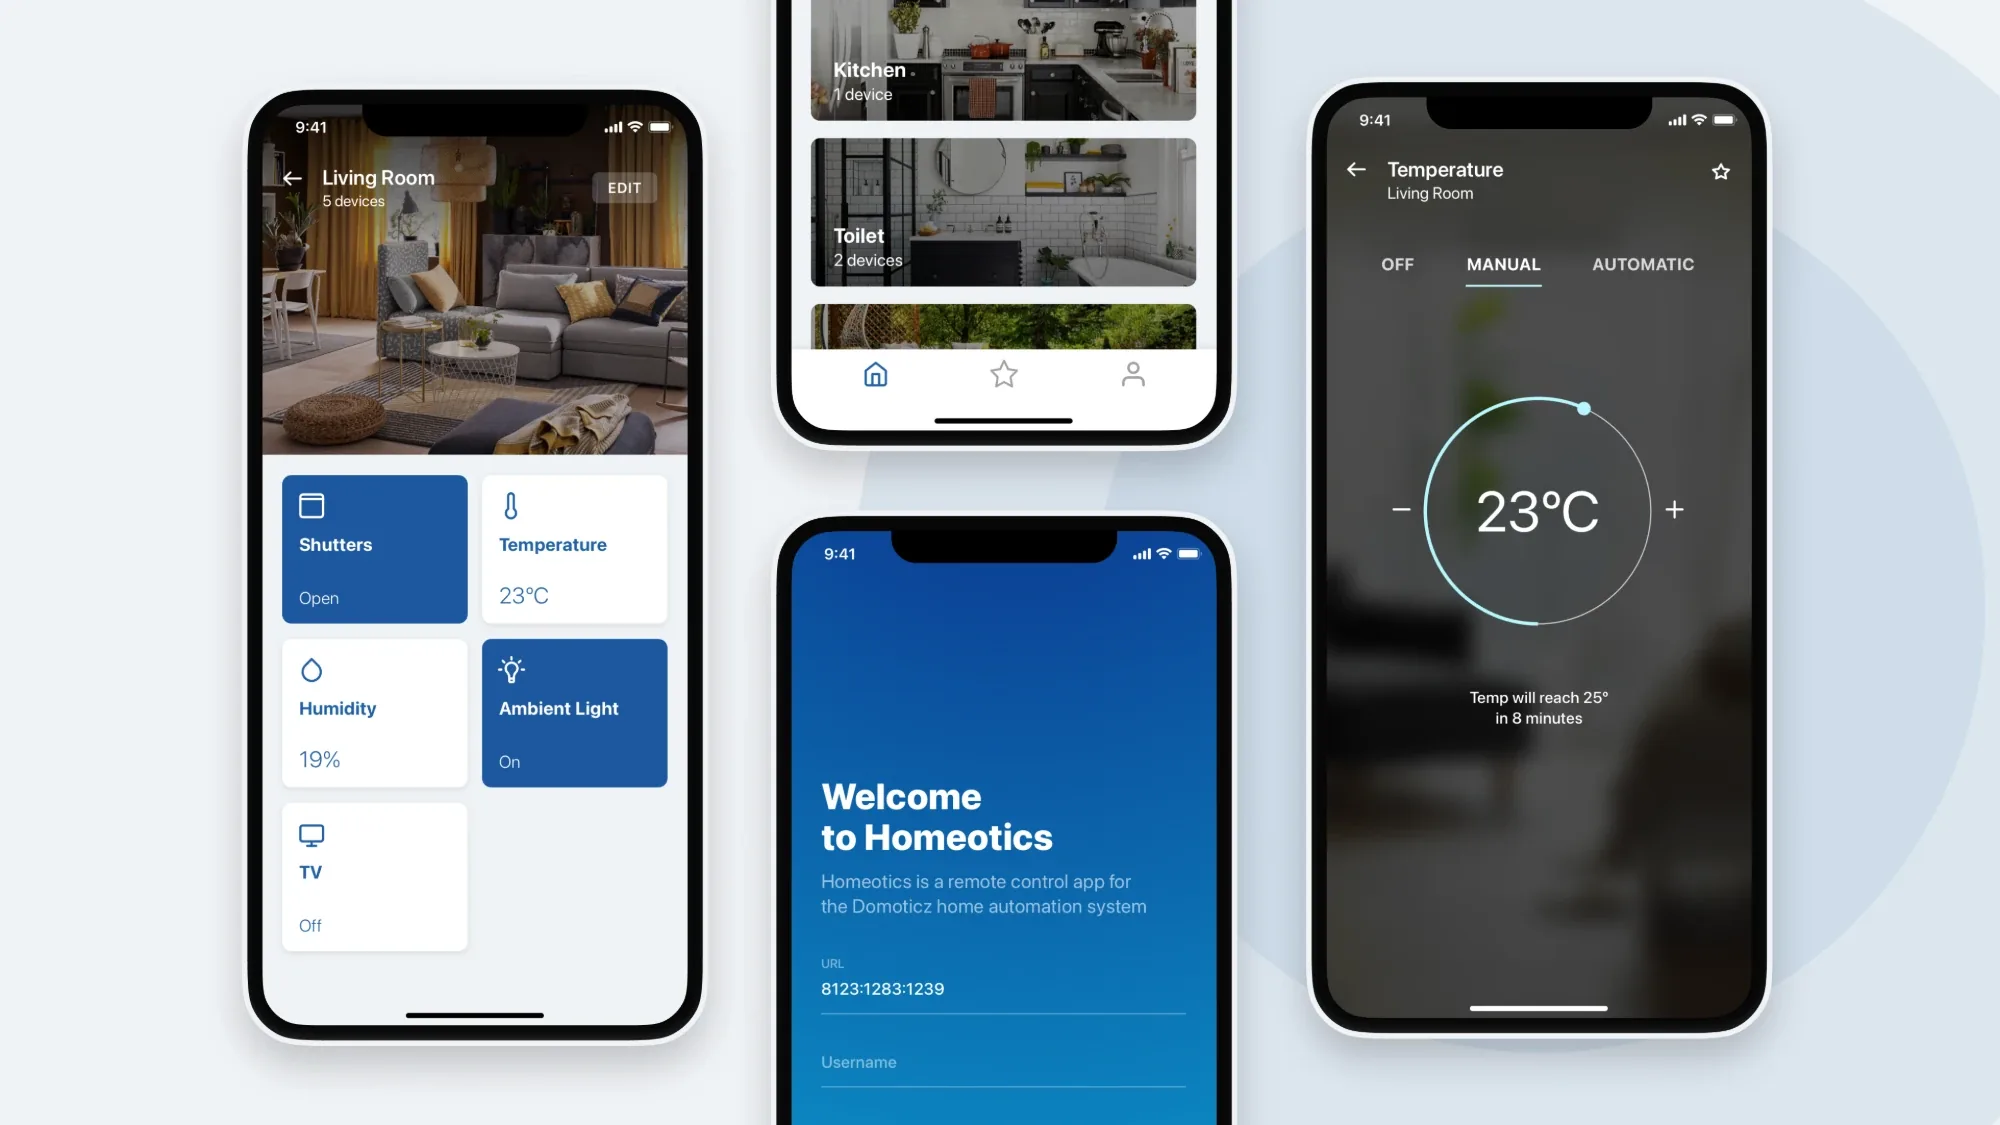 9:41
Living Room
5 devices
EDIT
Shutters
Open
Temperature
23°C
Humidity
19%
Ambient Light
On
TV
Off
Kitchen
1 device
Toilet
2 devices
9:41
Welcome
to Homeotics
Homeotics is a remote control app for
the Domoticz home automation system
URL
8123:1283:1239
Username
9:41
Temperature
Living Room
OFF
MANUAL
AUTOMATIC
− 23°C +
Temp will reach 25°
in 8 minutes